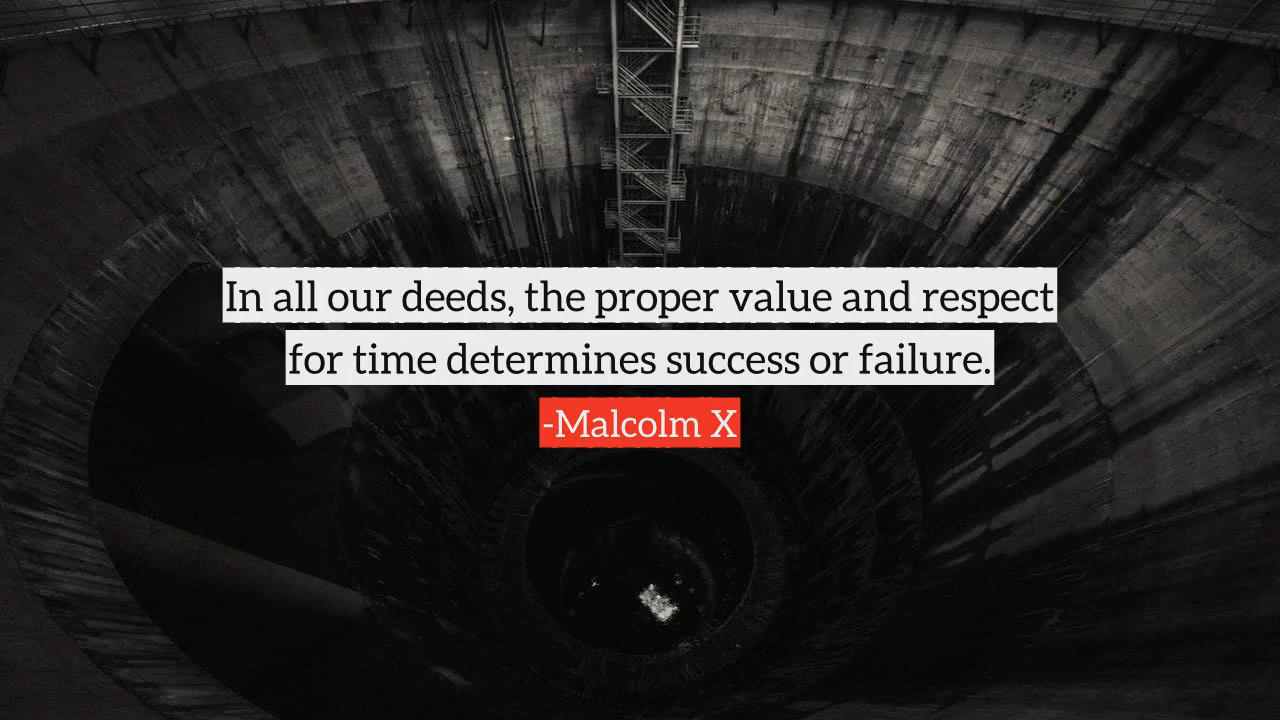 In all our deeds, the proper value and respect
for time determines success or failure.
-Malcolm X